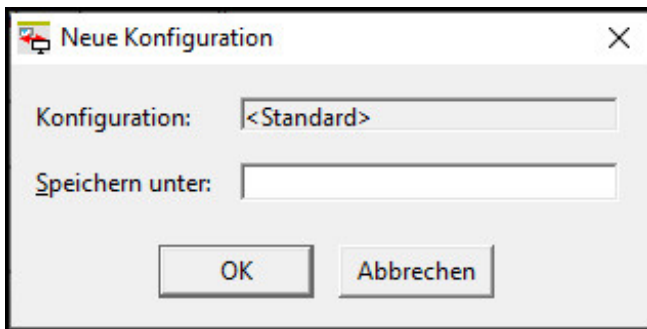 Neue Konfiguration
Konfiguration: <Standard>
Speichern unter:
OK Abbrechen